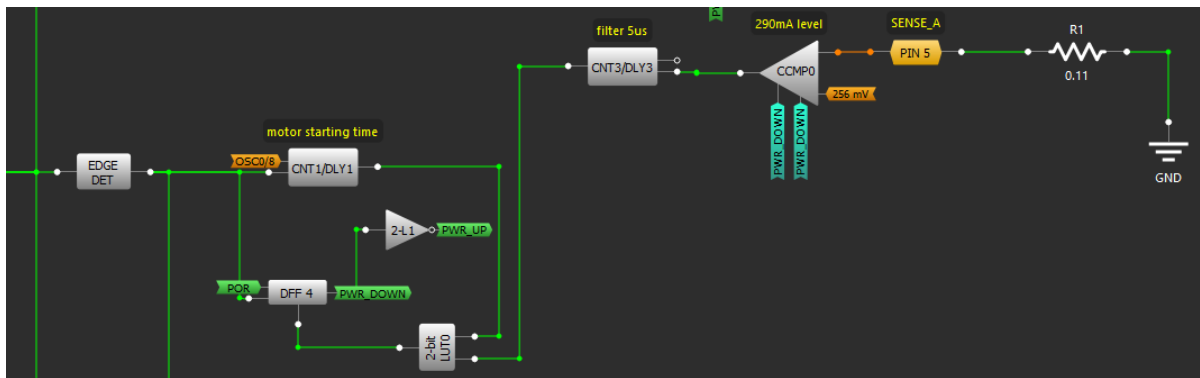 filter 5us
290mA level
SENSE_A
R1
CNT3/DLY3
CCMP0
PIN 5
0.11
256 mV
PWR_DOWN
PWR_DOWN
GND
motor starting time
EDGE
DET
OSC0/8
CNT1/DLY1
2-L1
PWR_UP
POR
DFF 4
PWR_DOWN
2-bit
LUT0